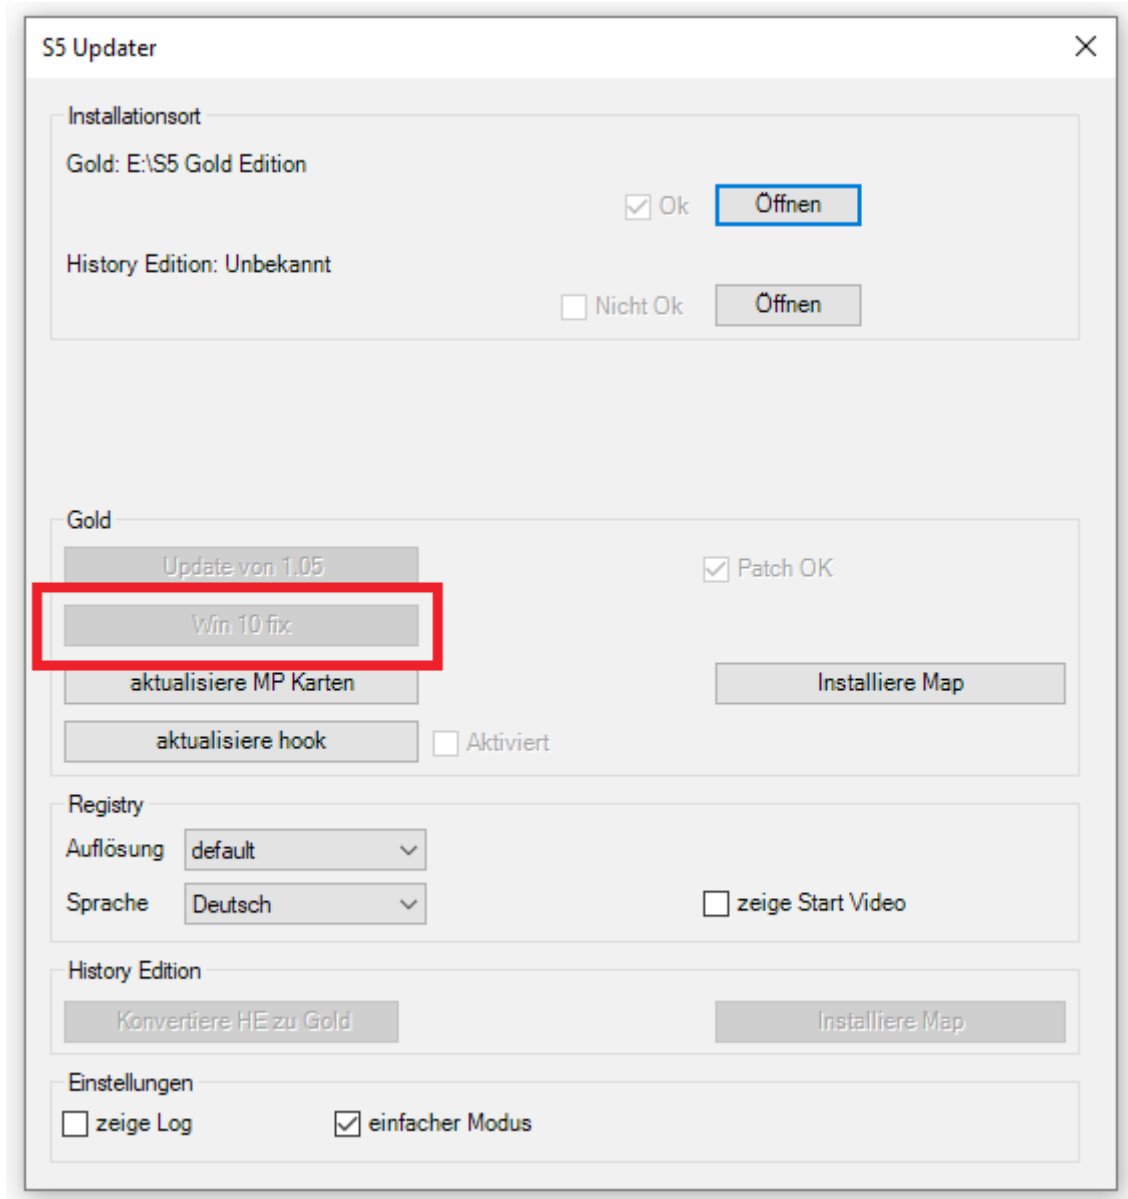 S5 Updater
Installationsort
Gold: E:\S5 Gold Edition
Ok Öffnen
History Edition: Unbekannt
Nicht Ok Öffnen
Gold
Update von 1.05 Patch OK
Win 10 fix
aktualisiere MP Karten Installiere Map
aktualisiere hook Aktiviert
Registry
Auflösung default
Sprache Deutsch zeige Start Video
History Edition
Konvertiere HE zu Gold Installiere Map
Einstellungen
zeige Log einfacher Modus